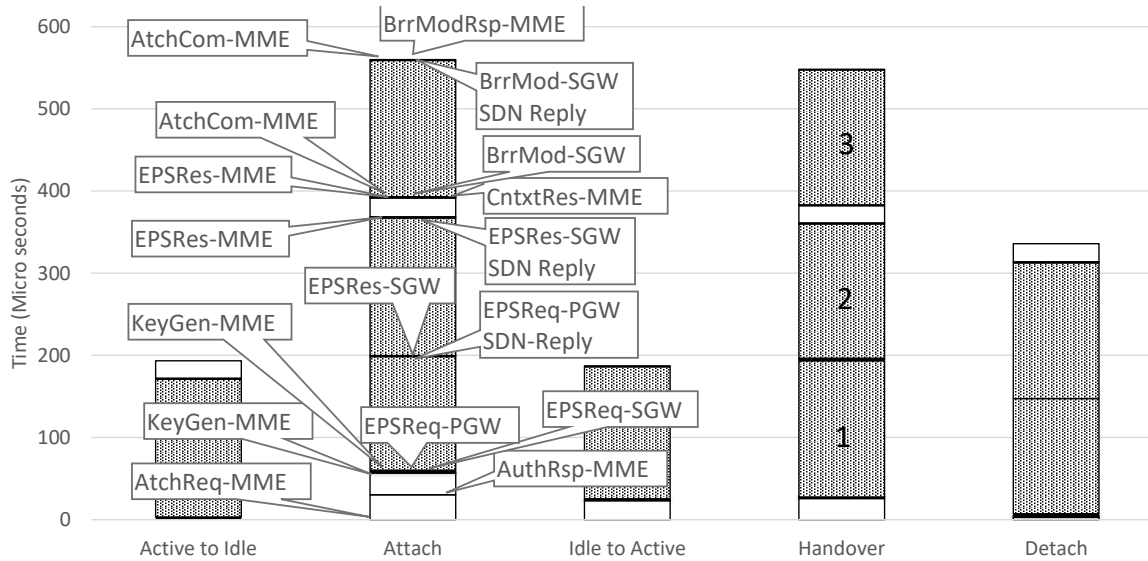 600
BrrModRsp-MME
AtchCom-MME
BrrMod-SGW
SDN Reply
500
AtchCom-MME
BrrMod-SGW
3
EPSRes-MME
400
CntxtRes-MME
EPSRes-MME
EPSRes-SGW
SDN Reply
300
EPSRes-SGW
2
KeyGen-MME
EPSReq-PGW
SDN-Reply
200
Time (Micro seconds)
EPSReq-SGW
KeyGen-MME
EPSReq-PGW
1
100
AtchReq-MME
AuthRsp-MME
0
Active to Idle
Attach
Idle to Active
Handover
Detach